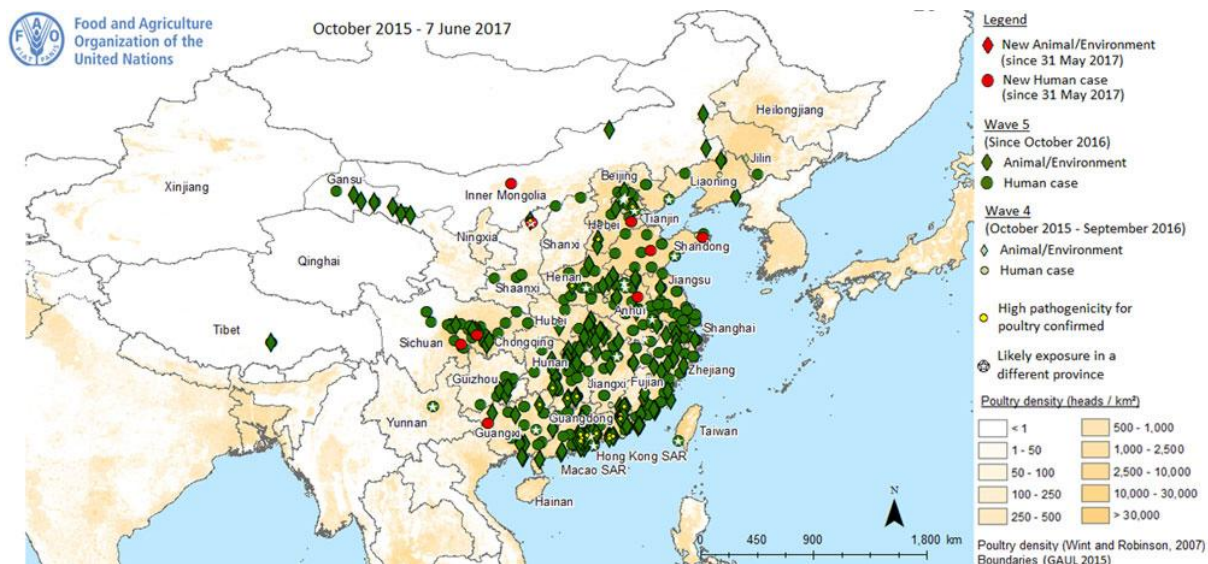 Food and Agriculture
Organization of the
United Nations
FAO
FIAT PANIS
October 2015 - 7 June 2017
Heilongjiang
Jilin
Xinjiang
Gansu
Inner Mongolia
Beijing
Liaoning
Tianjin
Hebei
Ningxia
Shanxi
Shandong
Qinghai
Henan
Jiangsu
Shaanxi
Anhui
Tibet
Hubei
Shanghai
Sichuan
Chongqing
Hunan
Zhejiang
Guizhou
Jiangxi
Fujian
Yunnan
Guangdong
Guangxi
Taiwan
Hong Kong SAR
Macao SAR
Hainan
N
0 450 900 1,800 km
Legend
New Animal/Environment
(since 31 May 2017)
New Human case
(since 31 May 2017)
Wave 5
(Since October 2016)
Animal/Environment
Human case
Wave 4
(October 2015 - September 2016)
Animal/Environment
Human case
High pathogenicity for
poultry confirmed
Likely exposure in a
different province
Poultry density (heads / km²)
< 1
1 - 50
50 - 100
100 - 250
250 - 500
500 - 1,000
1,000 - 2,500
2,500 - 10,000
10,000 - 30,000
> 30,000
Poultry density (Wint and Robinson, 2007)
Boundaries (GAUL 2015)